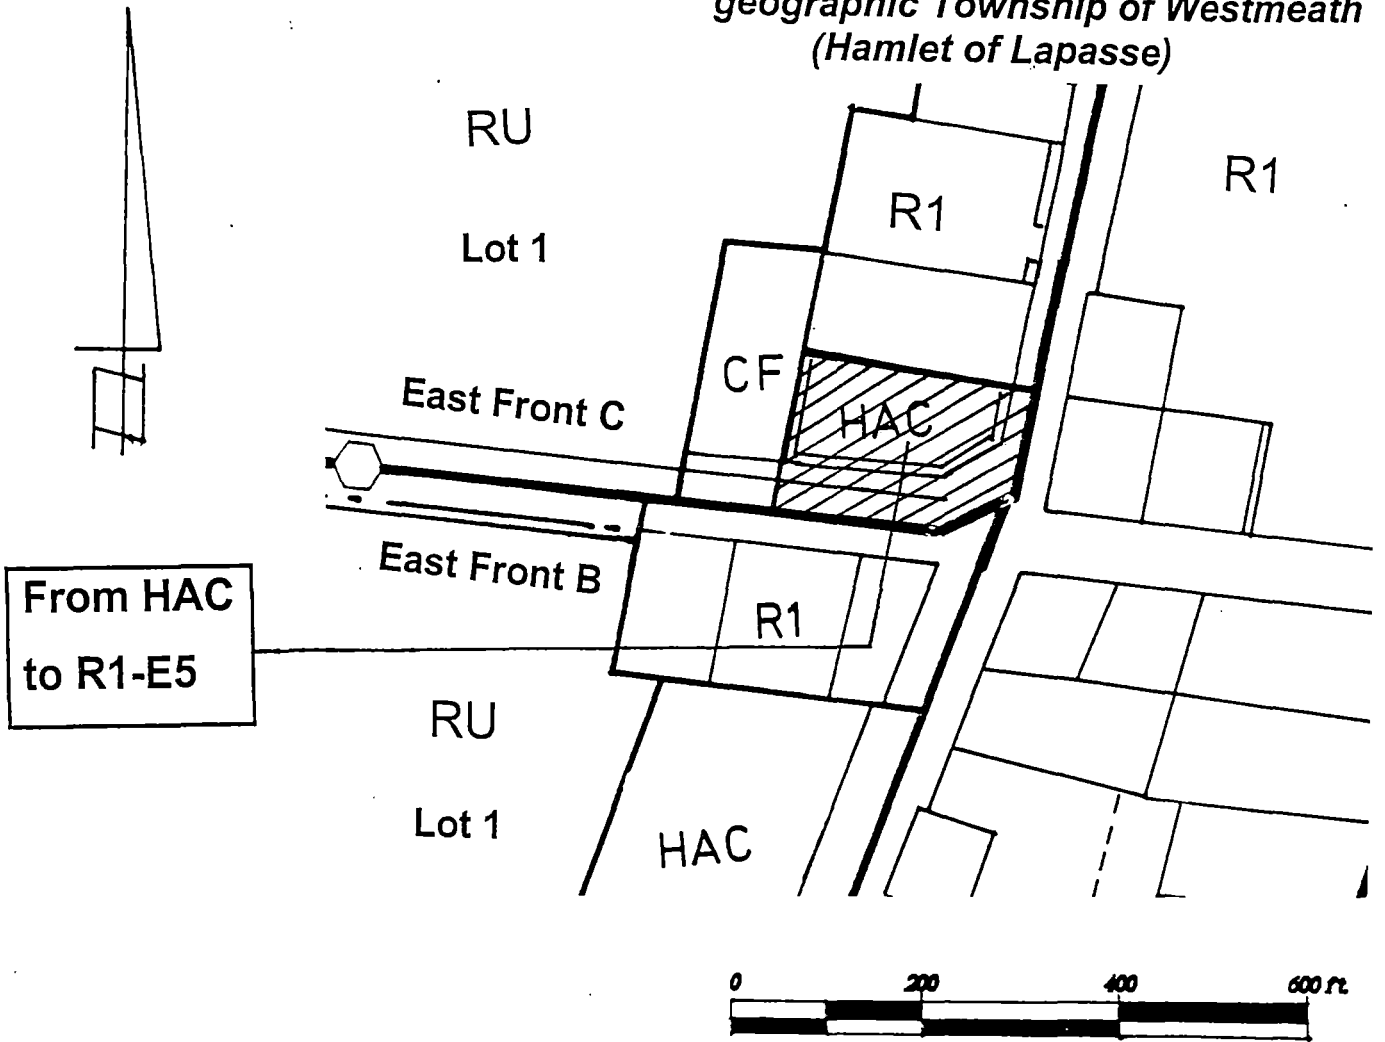 geographic Township of Westmeath
(Hamlet of Lapasse)
RU
R1
R1
Lot 1
CF
East Front C
HAC
East Front B
From HAC
to R1-E5
R1
RU
Lot 1
HAC
0 200 400 600 ft.